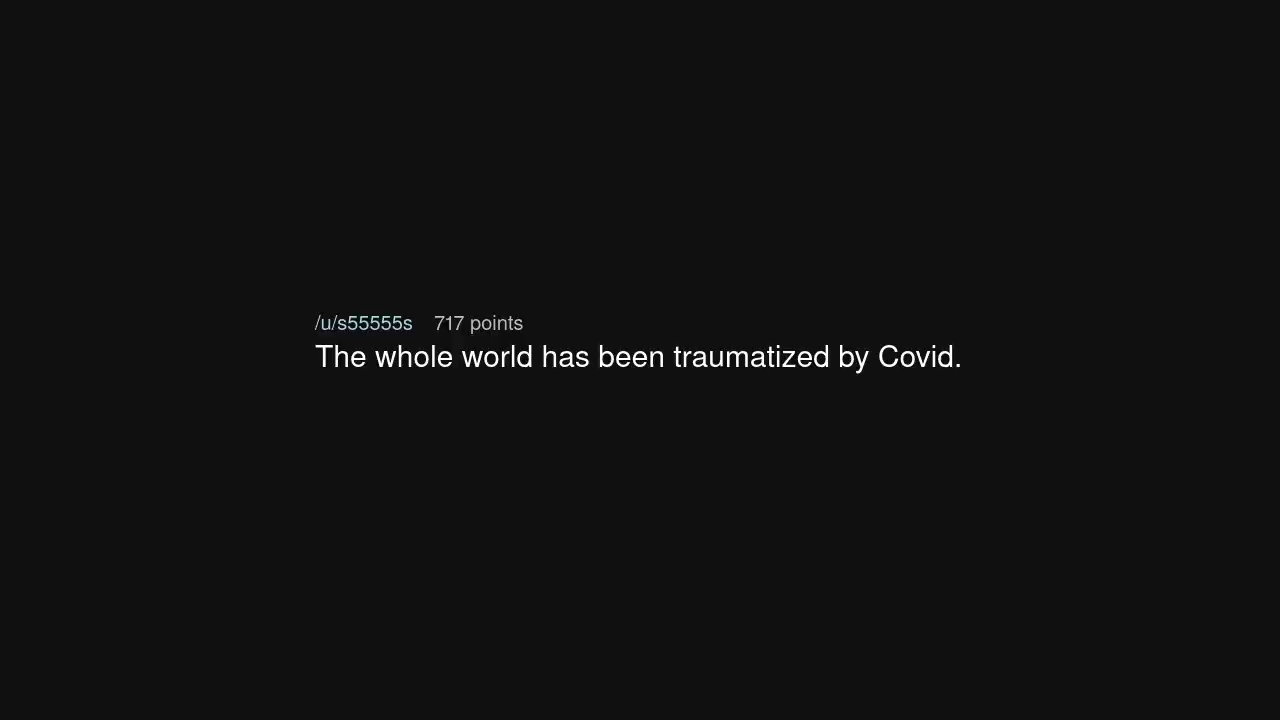 /u/s55555s 717 points
The whole world has been traumatized by Covid.